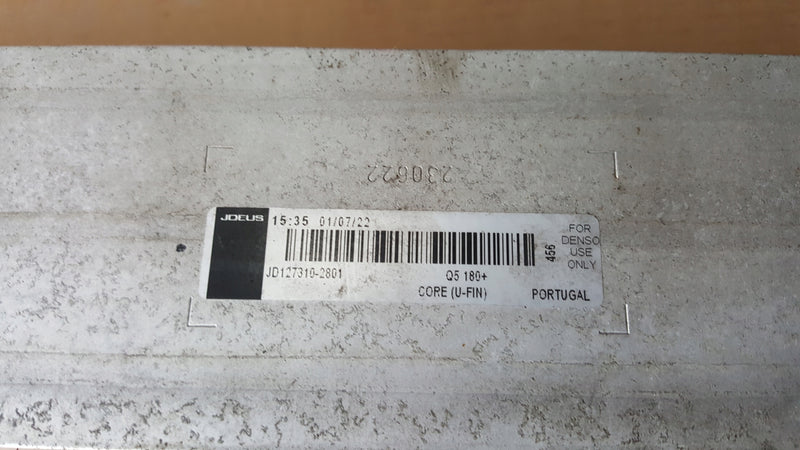 230622
JDEUS 15:35 01/07/22
JD127310-2801 Q5 180+
CORE (U-FIN) PORTUGAL
456
FOR
DENSO
USE
ONLY